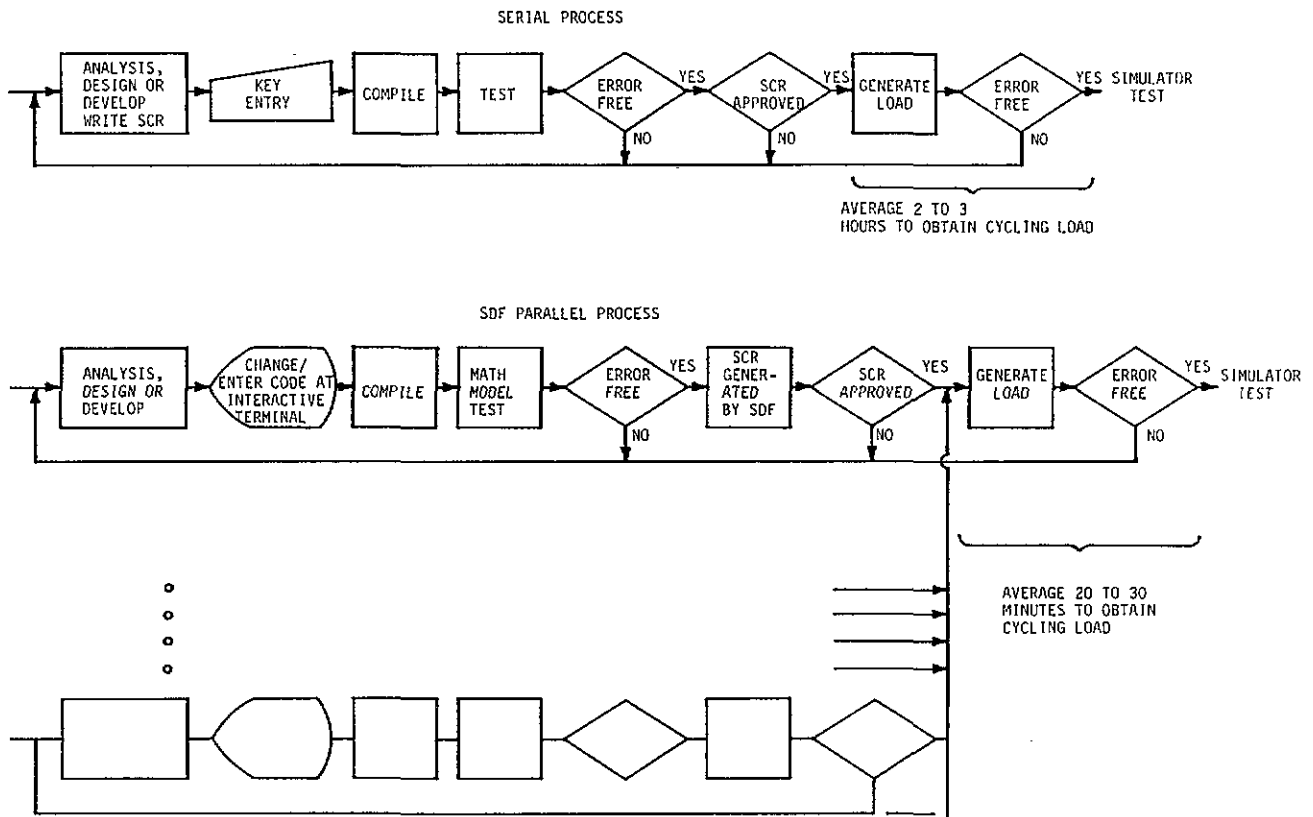 SERIAL PROCESS
ANALYSIS,
DESIGN OR
DEVELOP
WRITE SCR
KEY
ENTRY
COMPILE
TEST
ERROR
FREE
YES
NO
SCR
APPROVED
YES
NO
GENERATE
LOAD
ERROR
FREE
YES
NO
SIMULATOR
TEST
AVERAGE 2 TO 3
HOURS TO OBTAIN CYCLING LOAD
SDF PARALLEL PROCESS
ANALYSIS,
DESIGN OR
DEVELOP
CHANGE/
ENTER CODE AT
INTERACTIVE
TERMINAL
COMPILE
MATH
MODEL
TEST
ERROR
FREE
YES
NO
SCR
GENER-
ATED
BY SDF
SCR
APPROVED
YES
NO
GENERATE
LOAD
ERROR
FREE
YES
NO
SIMULATOR
TEST
AVERAGE 20 TO 30
MINUTES TO OBTAIN
CYCLING LOAD